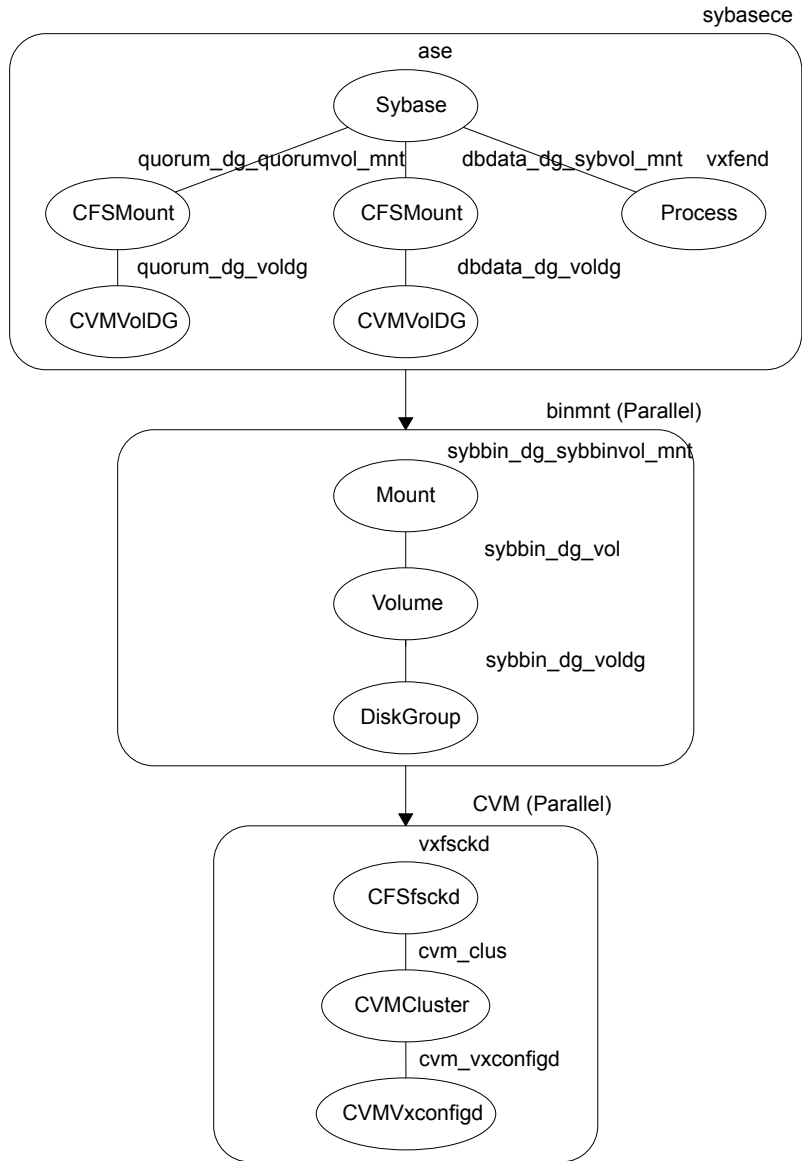 sybasece
ase
Sybase
quorum_dg_quorumvol_mnt
dbdata_dg_sybvol_mnt
vxfend
CFSMount
CFSMount
Process
quorum_dg_voldg
dbdata_dg_voldg
CVMVolDG
CVMVolDG
binmnt (Parallel)
sybbin_dg_sybbinvol_mnt
Mount
sybbin_dg_vol
Volume
sybbin_dg_voldg
DiskGroup
CVM (Parallel)
vxfsckd
CFSfsckd
cvm_clus
CVMCluster
cvm_vxconfigd
CVMVxconfigd